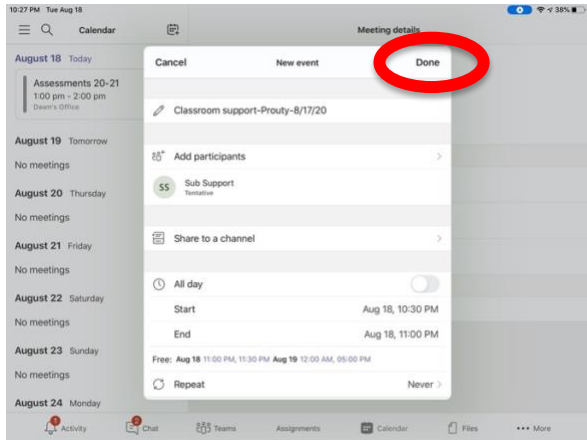 10:27 PM Tue Aug 18
38%
Calendar
Meeting details
August 18 Today
Assessments 20-21
1:00 pm - 2:00 pm
Dawn's Office
August 19 Tomorrow
No meetings
August 20 Thursday
No meetings
August 21 Friday
No meetings
August 22 Saturday
No meetings
August 23 Sunday
No meetings
August 24 Monday
Cancel New event Done
Classroom support-Prouty-8/17/20
Add participants
SS Sub Support
Tentative
Share to a channel
All day
Start Aug 18, 10:30 PM
End Aug 18, 11:00 PM
Free: Aug 18 11:00 PM, 11:30 PM Aug 19 12:00 AM, 05:00 PM
Repeat Never
Activity Chat Teams Assignments Calendar Files More